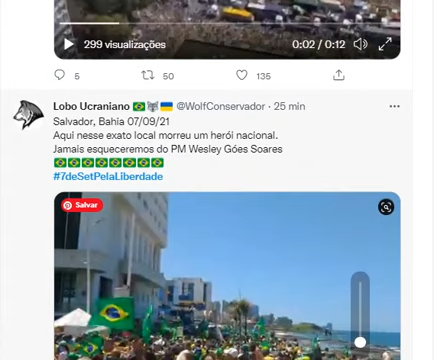 299 visualizações
0:02 / 0:12
5 50 135
Lobo Ucraniano 🇧🇷🐺🇺🇦 @WolfConservador · 25 min
Salvador, Bahia 07/09/21
Aqui nesse exato local morreu um herói nacional.
Jamais esqueceremos do PM Wesley Góes Soares
🇧🇷🇧🇷🇧🇷🇧🇷🇧🇷🇧🇷🇧🇷🇧🇷
#7deSetPelaLiberdade
Salvar